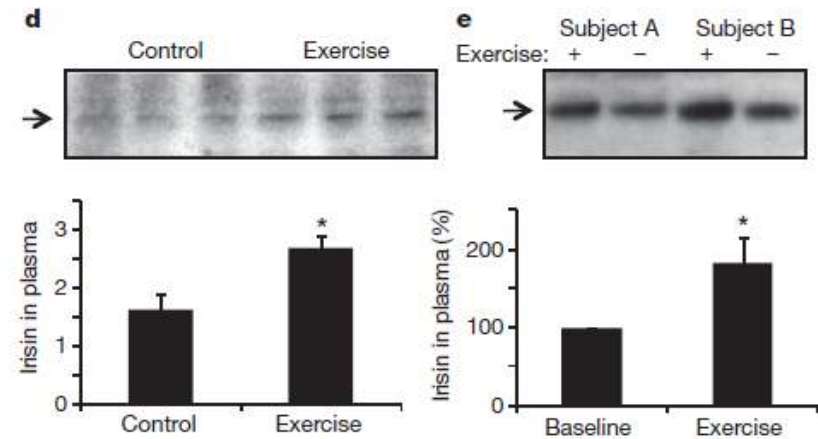 d
Control Exercise
Irisin in plasma
3
2
1
0
*
Control Exercise
e
Subject A Subject B
Exercise: + − + −
Irisin in plasma (%)
200
100
0
*
Baseline Exercise